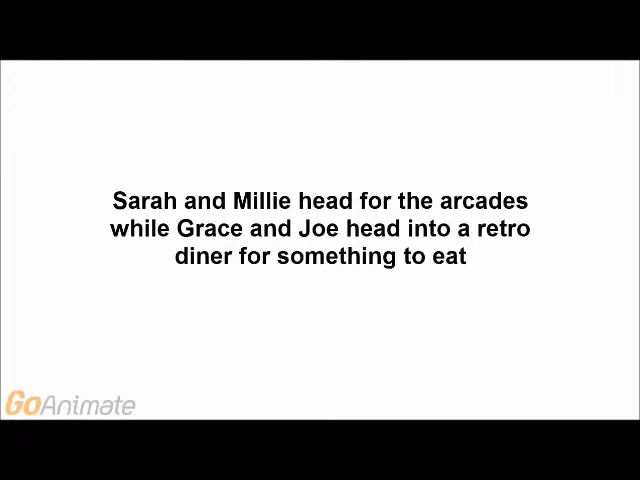 Sarah and Millie head for the arcades
while Grace and Joe head into a retro
diner for something to eat
GoAnimate